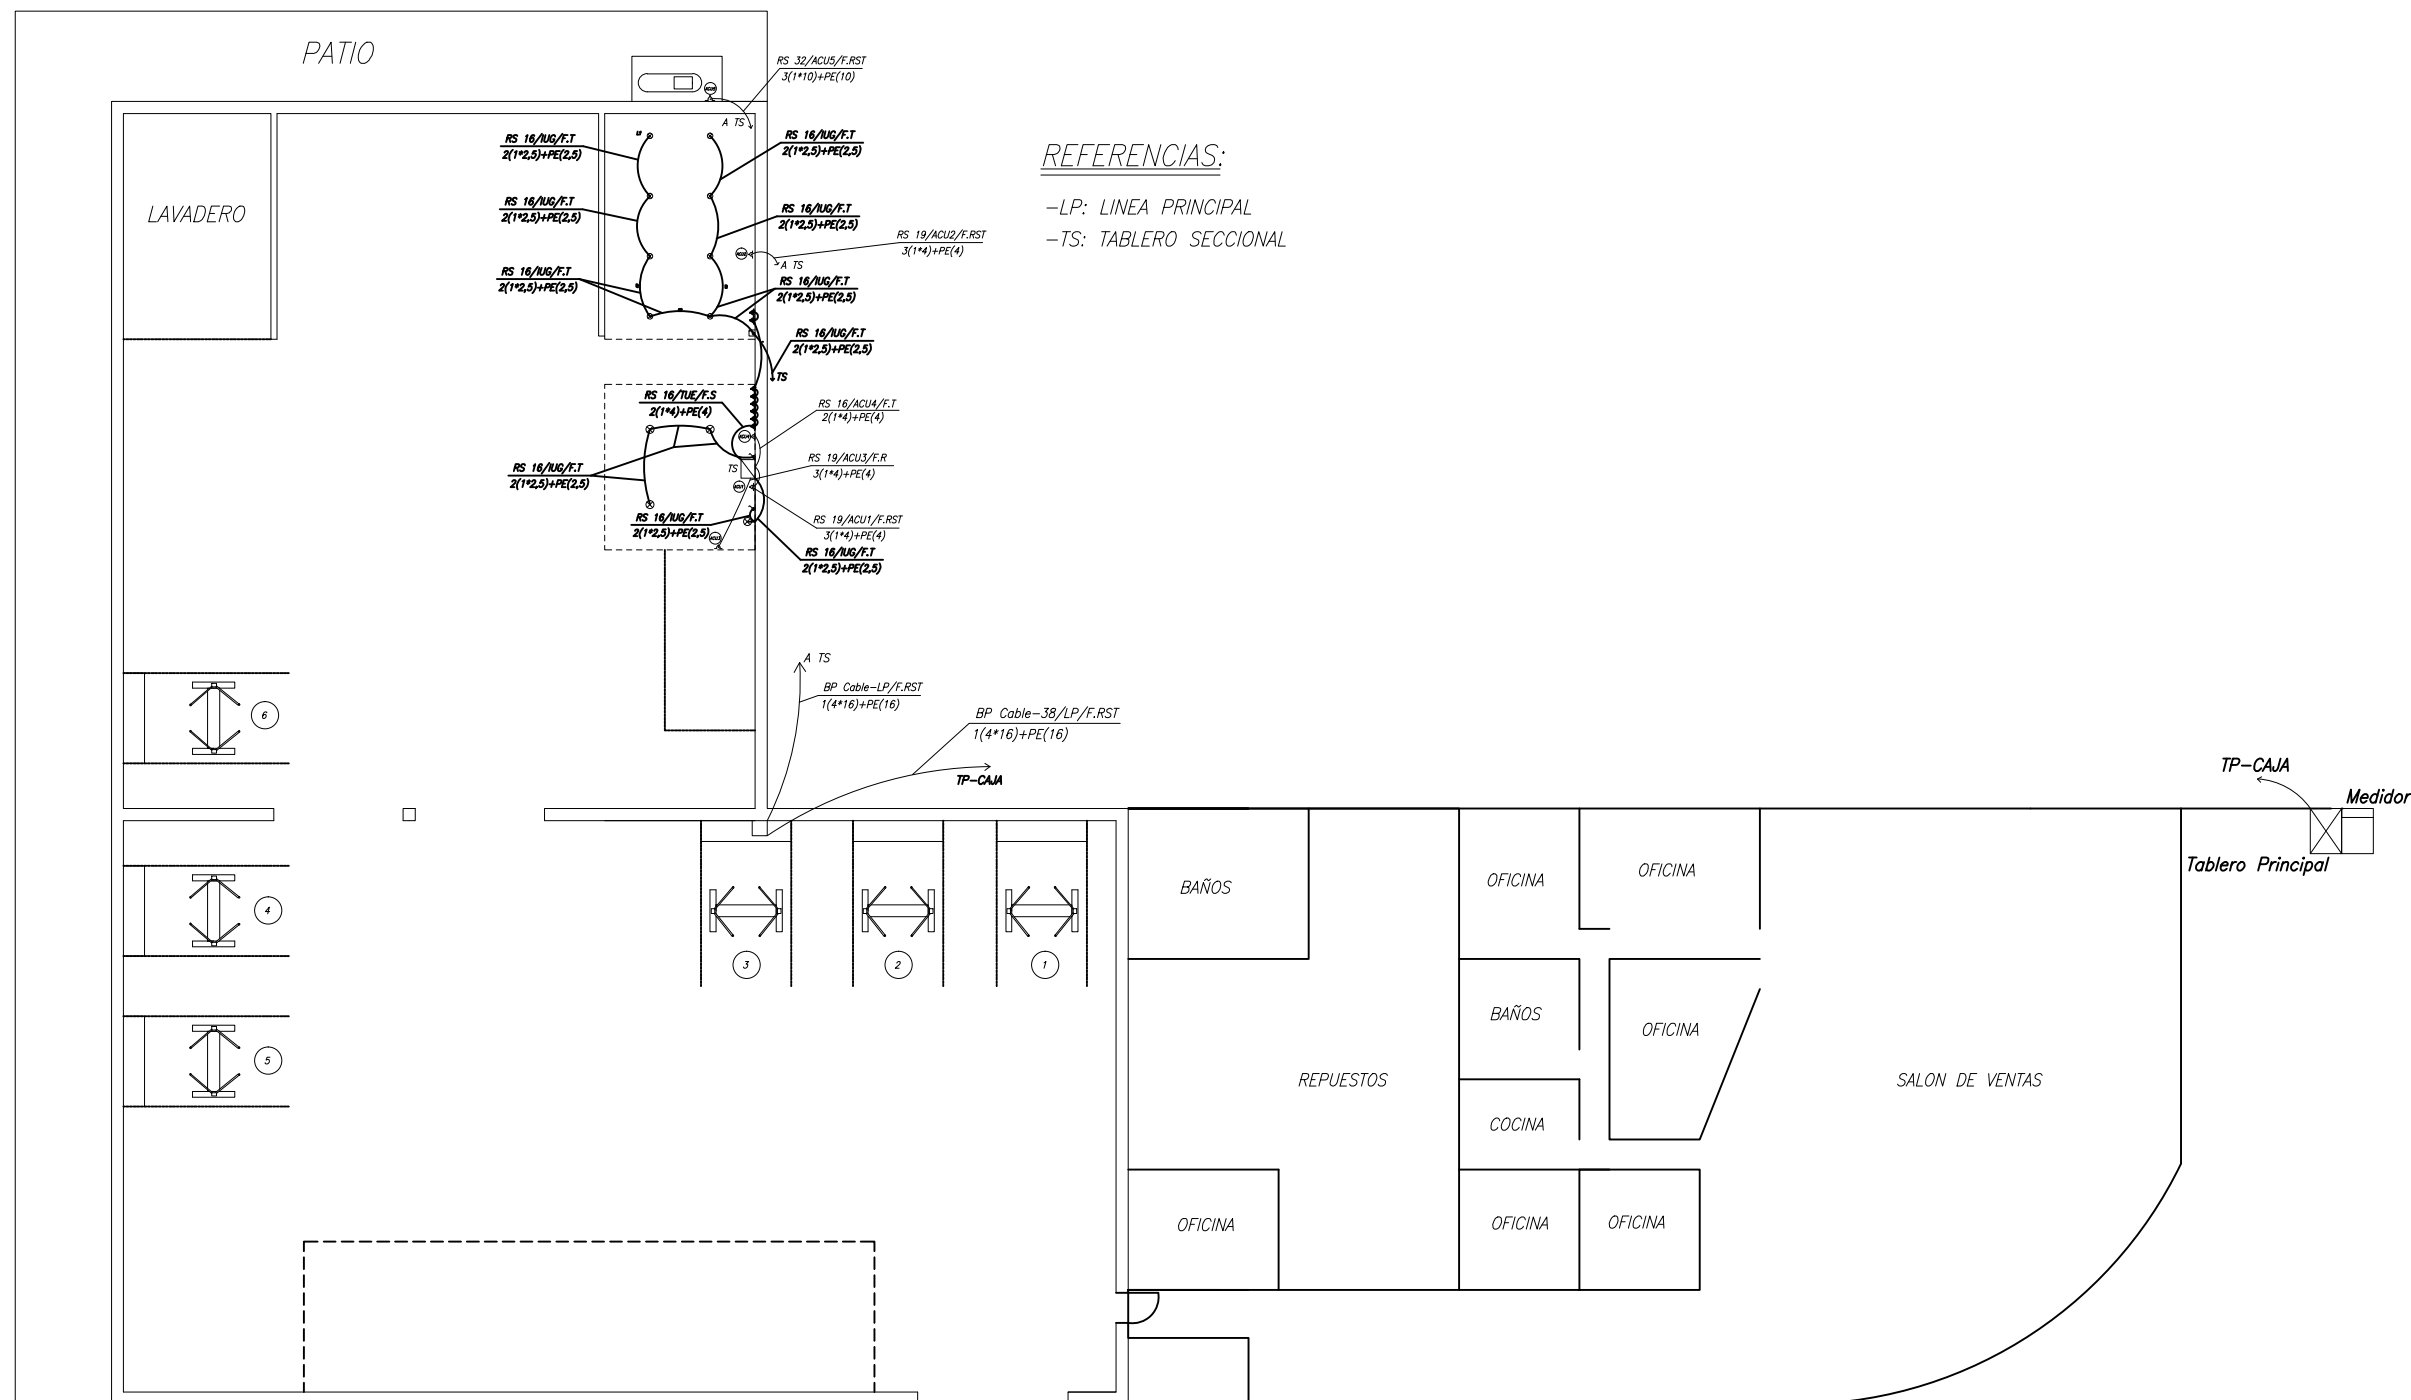 PATIO
RS 32/ACU5/F.RST
3(1*10)+PE(10)
ACU5
A TS
RS 16/IUG/F.T
2(1*2,5)+PE(2,5)
RS 16/IUG/F.T
2(1*2,5)+PE(2,5)
REFERENCIAS:
-LP: LINEA PRINCIPAL
-TS: TABLERO SECCIONAL
LAVADERO
RS 16/IUG/F.T
2(1*2,5)+PE(2,5)
RS 16/IUG/F.T
2(1*2,5)+PE(2,5)
RS 19/ACU2/F.RST
3(1*4)+PE(4)
ACU2
A TS
RS 16/IUG/F.T
2(1*2,5)+PE(2,5)
RS 16/IUG/F.T
2(1*2,5)+PE(2,5)
RS 16/IUG/F.T
2(1*2,5)+PE(2,5)
TS
RS 16/TUE/F.S
2(1*4)+PE(4)
RS 16/ACU4/F.T
2(1*4)+PE(4)
ACU4
RS 16/IUG/F.T
2(1*2,5)+PE(2,5)
TS
RS 19/ACU3/F.R
3(1*4)+PE(4)
ACU1
RS 16/IUG/F.T
2(1*2,5)+PE(2,5)
RS 19/ACU1/F.RST
3(1*4)+PE(4)
ACU3
RS 16/IUG/F.T
2(1*2,5)+PE(2,5)
A TS
BP Cable-LP/F.RST
1(4*16)+PE(16)
BP Cable-38/LP/F.RST
1(4*16)+PE(16)
TP-CAJA
6
TP-CAJA
Medidor
Tablero Principal
BAÑOS
OFICINA
OFICINA
4
3
2
1
BAÑOS
OFICINA
5
REPUESTOS
SALON DE VENTAS
COCINA
OFICINA
OFICINA
OFICINA